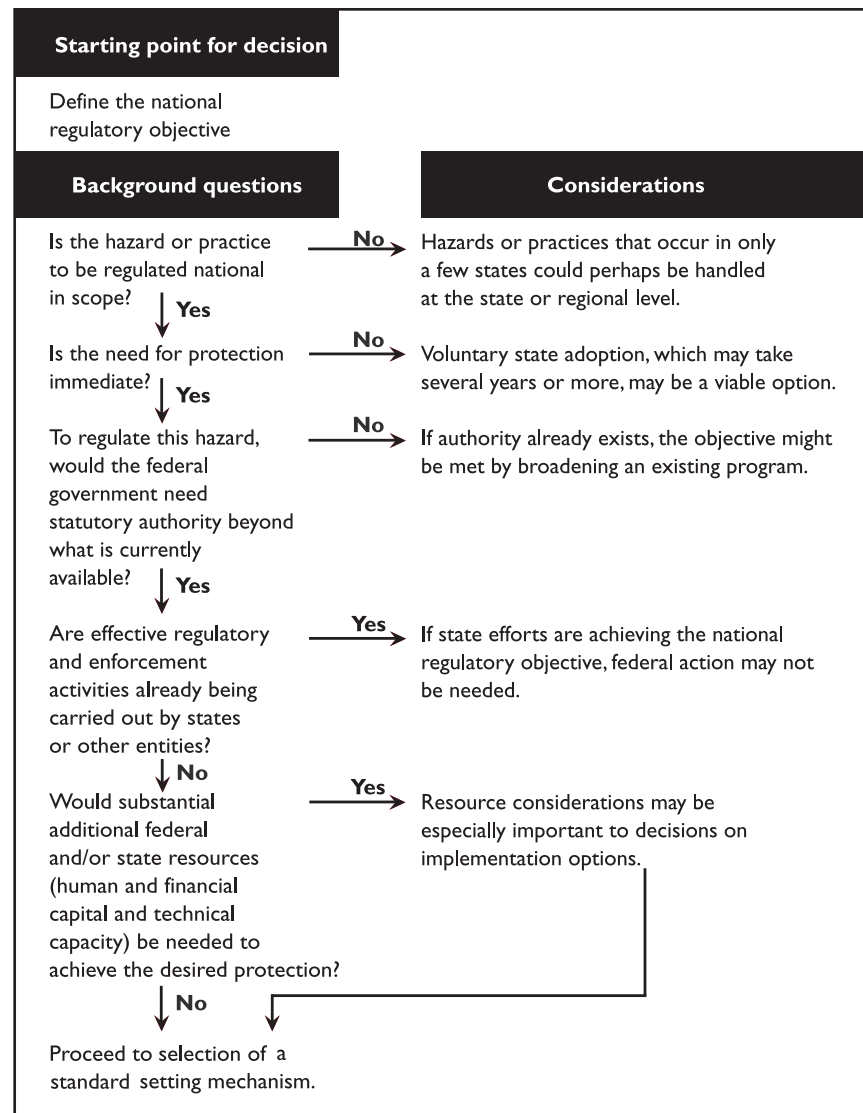 Starting point for decision
Define the national
regulatory objective
Background questions
Considerations
Is the hazard or practice
to be regulated national
in scope?
No
Hazards or practices that occur in only
a few states could perhaps be handled
at the state or regional level.
Yes
Is the need for protection
immediate?
No
Voluntary state adoption, which may take
several years or more, may be a viable option.
Yes
To regulate this hazard,
would the federal
government need
statutory authority beyond
what is currently
available?
No
If authority already exists, the objective might
be met by broadening an existing program.
Yes
Are effective regulatory
and enforcement
activities already being
carried out by states
or other entities?
Yes
If state efforts are achieving the national
regulatory objective, federal action may not
be needed.
No
Would substantial
additional federal
and/or state resources
(human and financial
capital and technical
capacity) be needed to
achieve the desired protection?
Yes
Resource considerations may be
especially important to decisions on
implementation options.
No
Proceed to selection of a
standard setting mechanism.